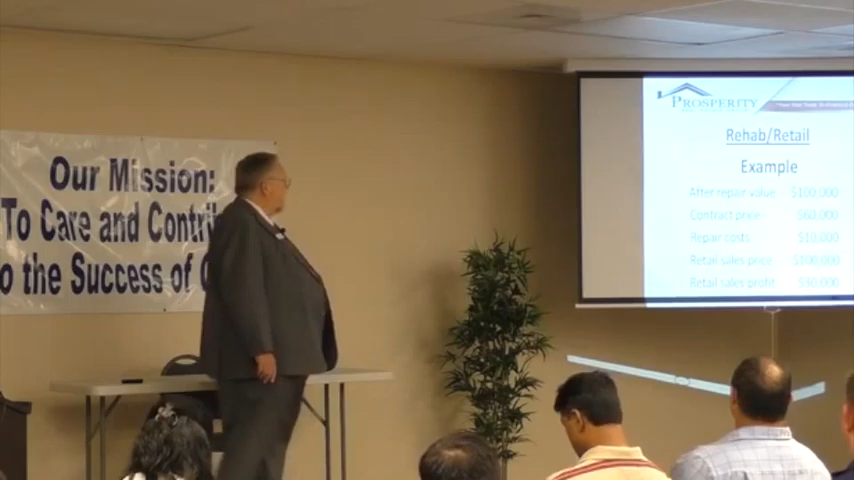 Our Mission:
To Care and Contrib
o the Success of
PROSPERITY
Rehab/Retail
Example
After repair value $100,000
Contract price $60,000
Repair costs $10,000
Retail sales price $100,000
Retail sales profit $30,000